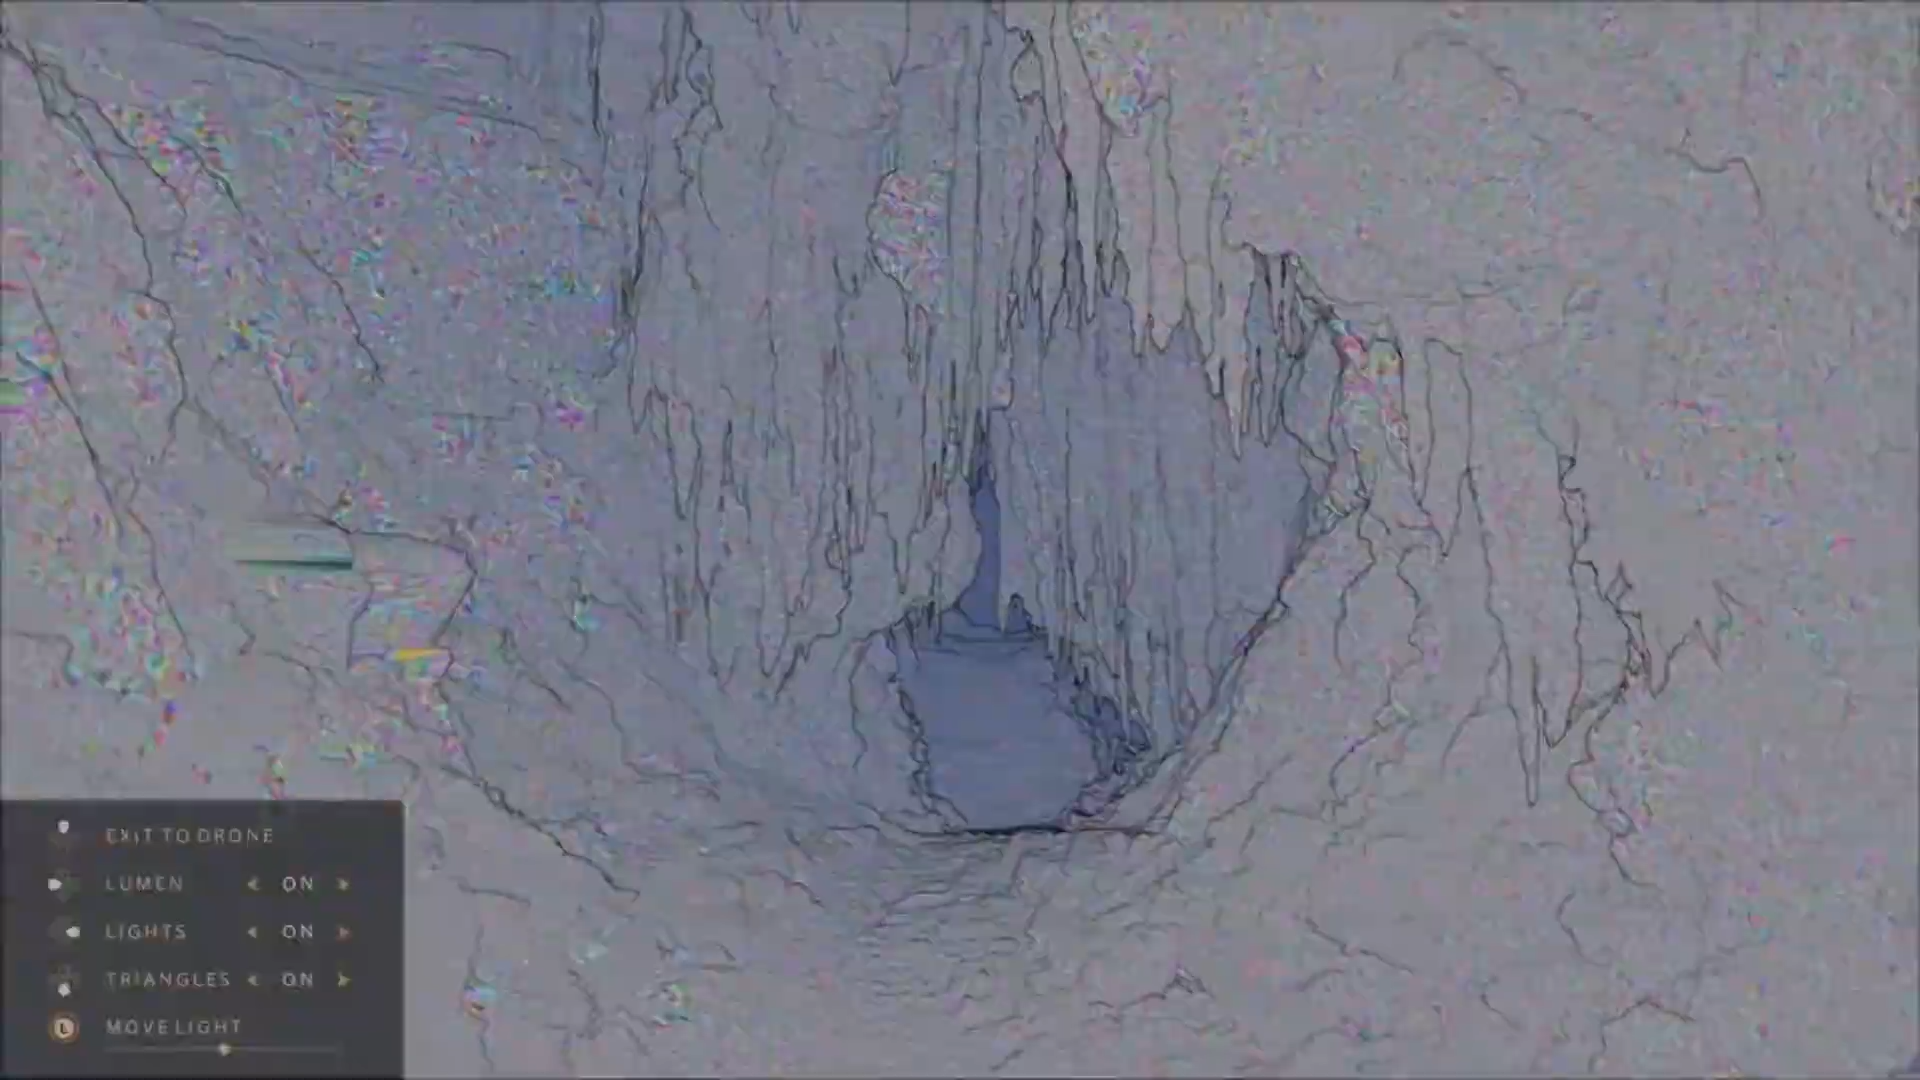 EXIT TO DRONE
LUMEN < ON >
LIGHTS < ON >
TRIANGLES < ON >
L MOVE LIGHT